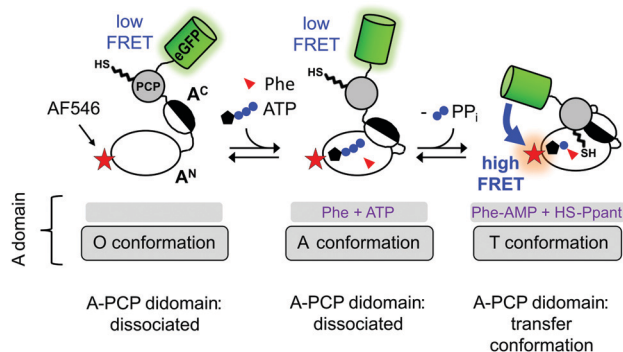 low
FRET
eGFP
HS
PCP
A^C
AF546
A^N
Phe
ATP
low
FRET
HS
- PPi
SH
high
FRET
A domain
Phe + ATP
Phe-AMP + HS-Ppant
O conformation
A conformation
T conformation
A-PCP didomain:
dissociated
A-PCP didomain:
dissociated
A-PCP didomain:
transfer
conformation